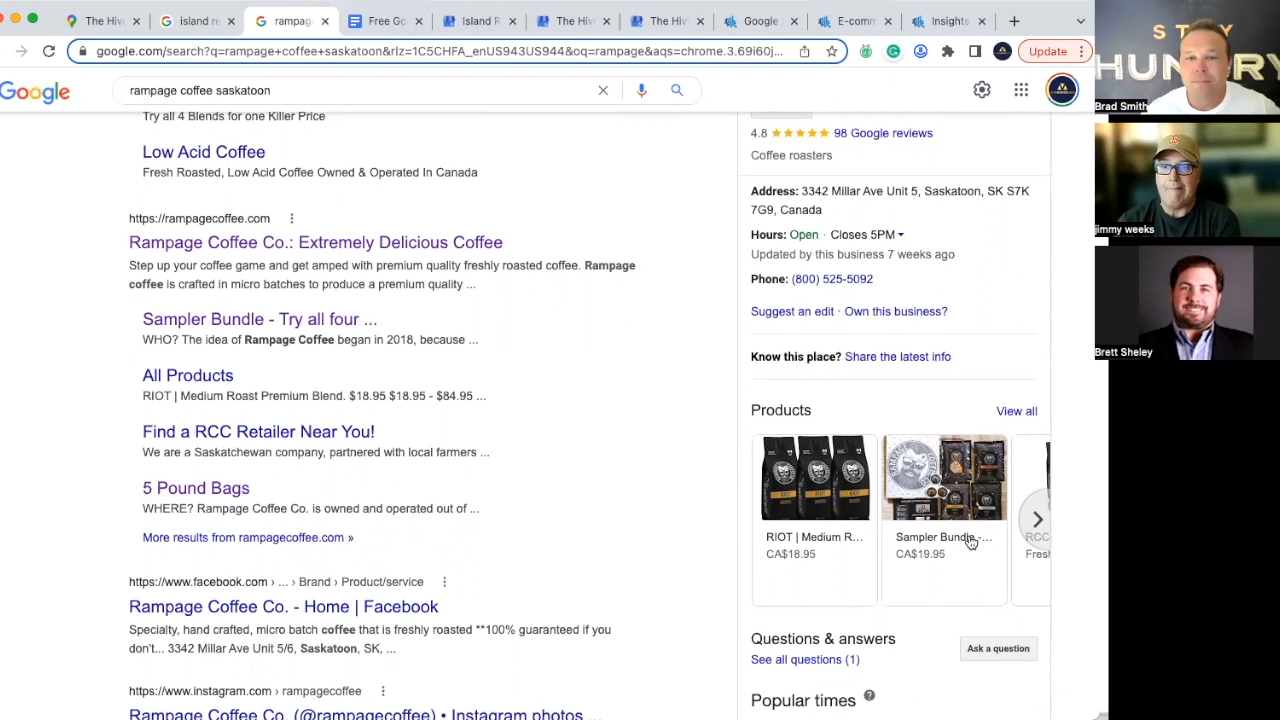 The Hive
island re
rampag
Free Go
Island R
The Hiv
The Hiv
Google
E-comm
Insights
google.com/search?q=rampage+coffee+saskatoon&rlz=1C5CHFA_enUS943US944&oq=rampage&aqs=chrome.3.69i60j...
Update
Google
rampage coffee saskatoon
Try all 4 Blends for one Killer Price
Low Acid Coffee
Fresh Roasted, Low Acid Coffee Owned & Operated In Canada
https://rampagecoffee.com
Rampage Coffee Co.: Extremely Delicious Coffee
Step up your coffee game and get amped with premium quality freshly roasted coffee. Rampage
coffee is crafted in micro batches to produce a premium quality ...
Sampler Bundle - Try all four ...
WHO? The idea of Rampage Coffee began in 2018, because ...
All Products
RIOT | Medium Roast Premium Blend. $18.95 $18.95 - $84.95 ...
Find a RCC Retailer Near You!
We are a Saskatchewan company, partnered with local farmers ...
5 Pound Bags
WHERE? Rampage Coffee Co. is owned and operated out of ...
More results from rampagecoffee.com »
https://www.facebook.com › ... › Brand › Product/service
Rampage Coffee Co. - Home | Facebook
Specialty, hand crafted, micro batch coffee that is freshly roasted **100% guaranteed if you
don't... 3342 Millar Ave Unit 5/6, Saskatoon, SK, ...
https://www.instagram.com › rampagecoffee
Rampage Coffee Co. (@rampagecoffee) • Instagram photos ...
4.8 98 Google reviews
Coffee roasters
Address: 3342 Millar Ave Unit 5, Saskatoon, SK S7K
7G9, Canada
Hours: Open · Closes 5PM
Updated by this business 7 weeks ago
Phone: (800) 525-5092
Suggest an edit · Own this business?
Know this place? Share the latest info
Products
View all
RIOT
RIOT | Medium R...
CA$18.95
Sampler Bundle -...
CA$19.95
RCC
Fresh
Questions & answers
See all questions (1)
Ask a question
Popular times
STAY
HUNGRY
Brad Smith
jimmy weeks
Brett Sheley